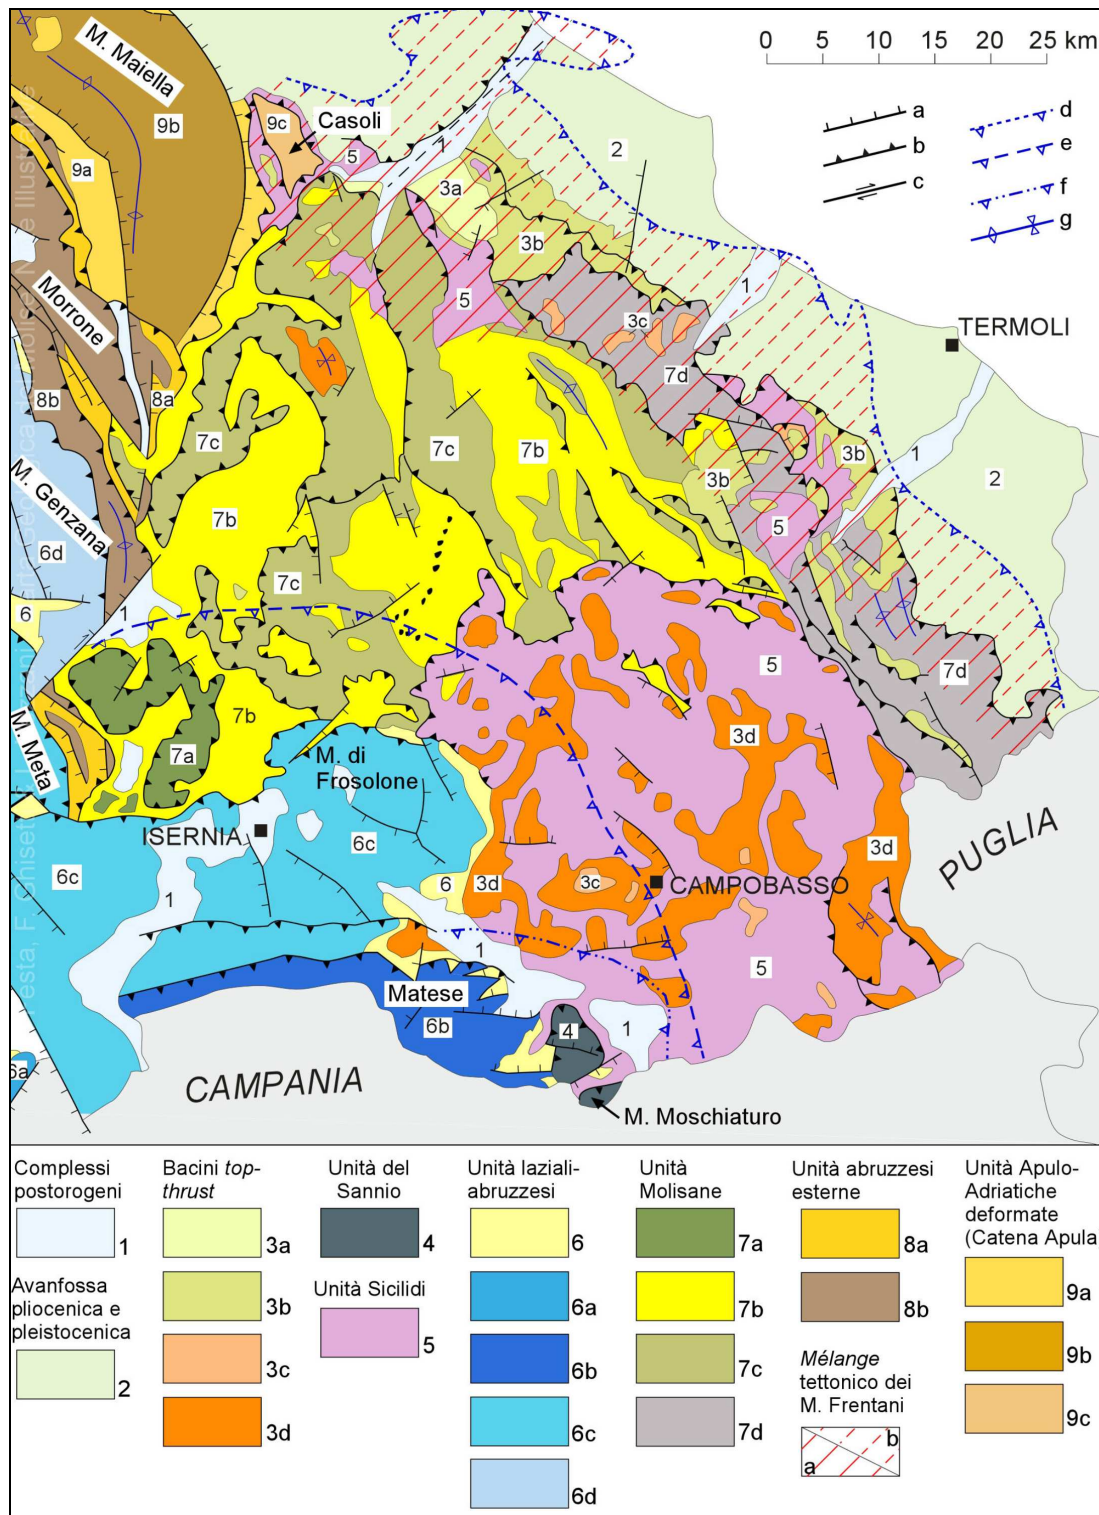 0 5 10 15 20 25 km
a
b
c
d
e
f
g
M. Maiella
9b
9c
Casoli
9a
5
1
3a
2
3b
5
1
3c
7d
TERMOLI
Morrone
8b
8a
7c
7c
7b
3b
3b
1
2
M. Genzana
6d
7b
5
7c
6
1
5
7d
7b
3d
M. Meta
7a
M. di
Frosolone
ISERNIA
6c
6c
3d
PUGLIA
6
3d
3c
CAMPOBASSO
1
1
5
Matese
6b
4
1
6a
CAMPANIA
M. Moschiaturo
Complessi
postorogeni
1
Avanfossa
pliocenica e
pleistocenica
2
Bacini top-
thrust
3a
3b
3c
3d
Unità del
Sannio
4
Unità Sicilidi
5
Unità laziali-
abruzzesi
6
6a
6b
6c
6d
Unità
Molisane
7a
7b
7c
7d
Unità abruzzesi
esterne
8a
8b
Mélange
tettonico dei
M. Frentani
a
b
Unità Apulo-
Adriatiche
deformate
(Catena Apula)
9a
9b
9c